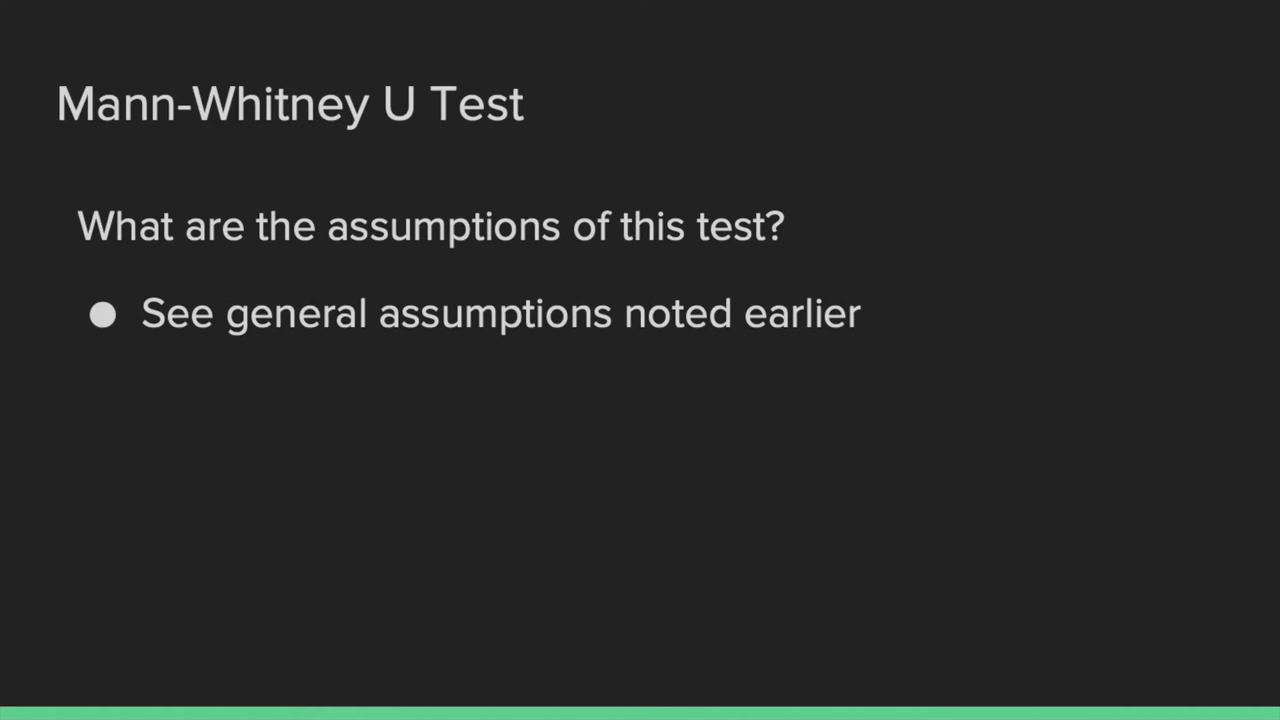 Mann-Whitney U Test
What are the assumptions of this test?
● See general assumptions noted earlier